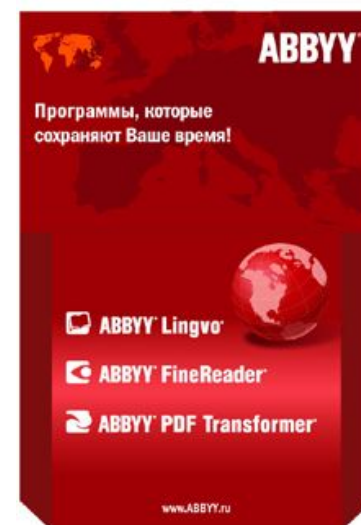 ABBYY
Программы, которые
сохраняют Ваше время!
ABBYY Lingvo
ABBYY FineReader
ABBYY PDF Transformer
www.ABBYY.ru